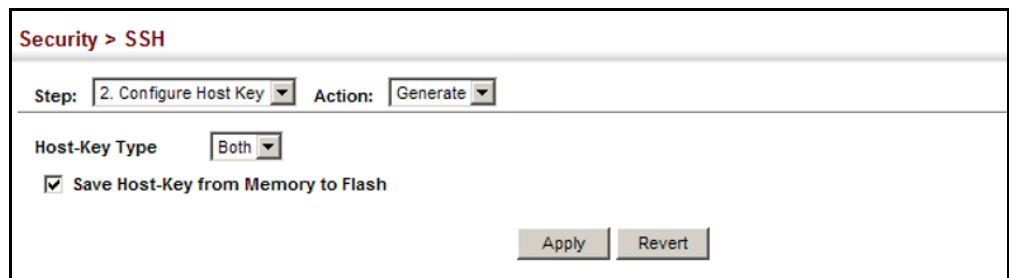 Security > SSH
Step: 2. Configure Host Key Action: Generate
Host-Key Type Both
Save Host-Key from Memory to Flash
Apply Revert